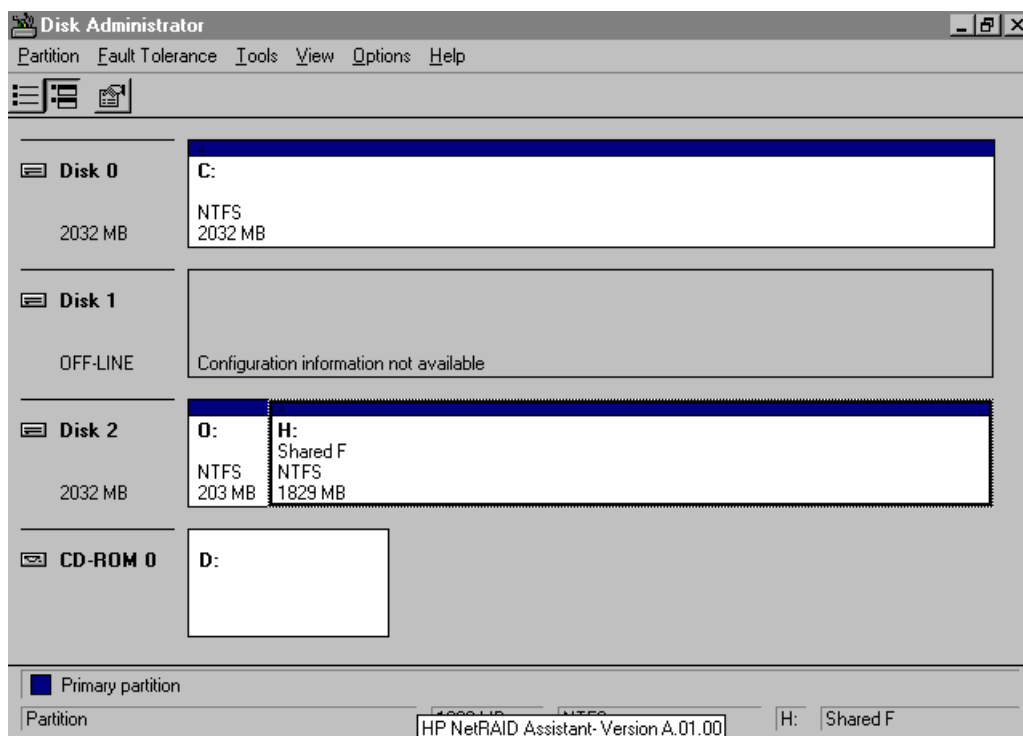 Disk Administrator
Partition Fault Tolerance Tools View Options Help
Disk 0
2032 MB
C:
NTFS
2032 MB
Disk 1
OFF-LINE
Configuration information not available
Disk 2
2032 MB
O:
NTFS
203 MB
H:
Shared F
NTFS
1829 MB
CD-ROM 0
D:
Primary partition
Partition H: Shared F
HP NetRAID Assistant- Version A.01.00